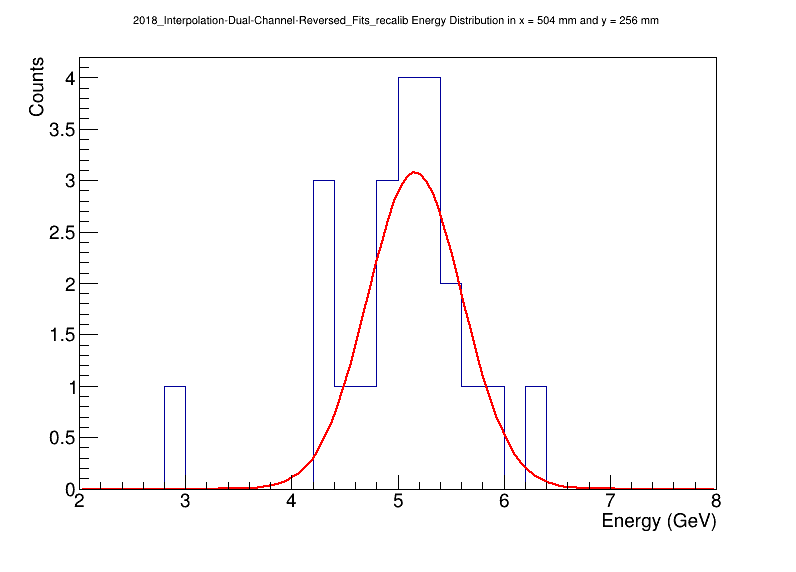 2018_Interpolation-Dual-Channel-Reversed_Fits_recalib Energy Distribution in x = 504 mm and y = 256 mm
Counts
4
3.5
3
2.5
2
1.5
1
0.5
0
2 3 4 5 6 7 8
Energy (GeV)